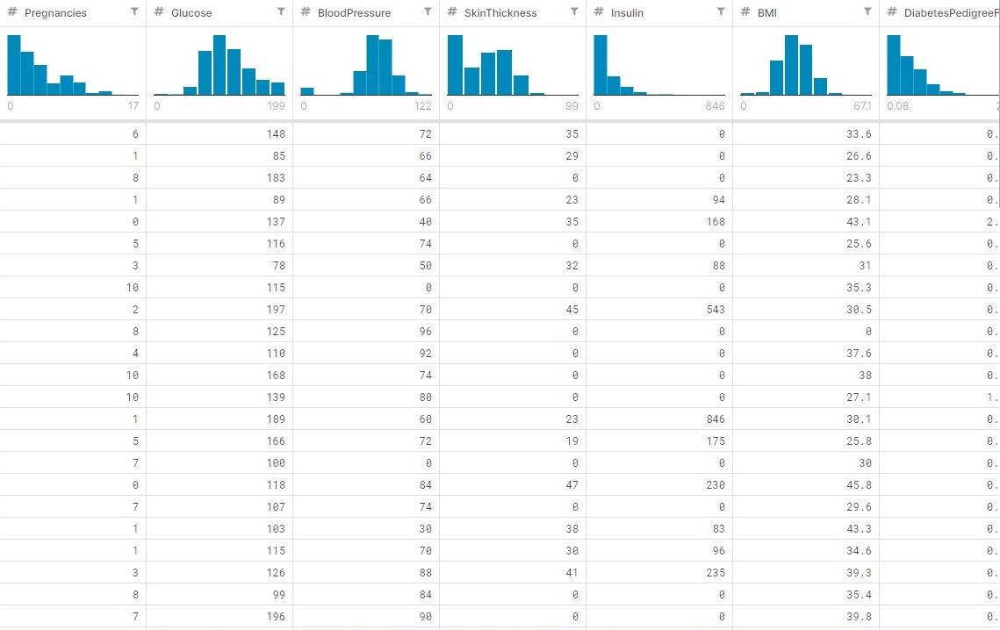 # Pregnancies # Glucose # BloodPressure # SkinThickness # Insulin # BMI # DiabetesPedigreeF
0 17 0 199 0 122 0 99 0 846 0 67.1 0.08 2
6 148 72 35 0 33.6 0.
1 85 66 29 0 26.6 0.
8 183 64 0 0 23.3 0.
1 89 66 23 94 28.1 0.
0 137 40 35 168 43.1 2.
5 116 74 0 0 25.6 0.
3 78 50 32 88 31 0.
10 115 0 0 0 35.3 0.
2 197 70 45 543 30.5 0.
8 125 96 0 0 0 0.
4 110 92 0 0 37.6 0.
10 168 74 0 0 38 0.
10 139 80 0 0 27.1 1.
1 189 60 23 846 30.1 0.
5 166 72 19 175 25.8 0.
7 100 0 0 0 30 0.
0 118 84 47 230 45.8 0.
7 107 74 0 0 29.6 0.
1 103 30 38 83 43.3 0.
1 115 70 30 96 34.6 0.
3 126 88 41 235 39.3 0.
8 99 84 0 0 35.4 0.
7 196 90 0 0 39.8 0.